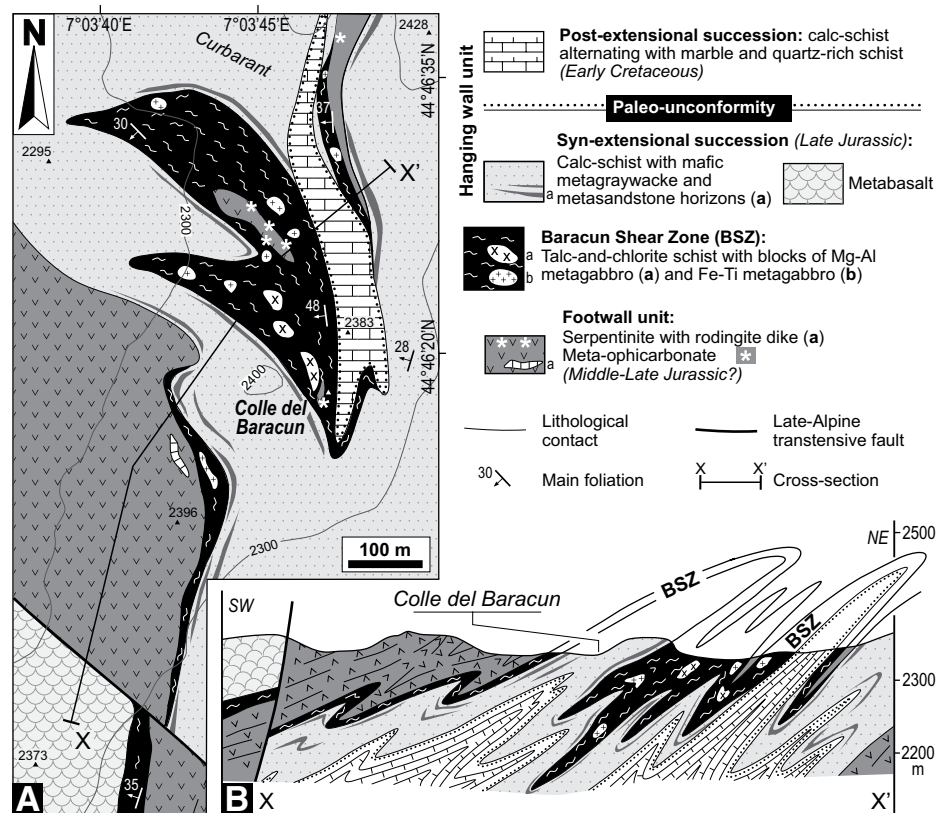 7°03'40"E
7°03'45"E
2428
N
Curbarant
44°46'35"N
37
30
2295
X'
2300
48
2383
44°46'20"N
28
2400
Colle del
Baracun
2396
2300
100 m
X
2373
35
A
Hanging wall unit
Post-extensional succession: calc-schist
alternating with marble and quartz-rich schist
(Early Cretaceous)
Paleo-unconformity
Syn-extensional succession (Late Jurassic):
Calc-schist with mafic
metagraywacke and
a metasandstone horizons (a)
Metabasalt
Baracun Shear Zone (BSZ):
x x a Talc-and-chlorite schist with blocks of Mg-Al
b metagabbro (a) and Fe-Ti metagabbro (b)
Footwall unit:
Serpentinite with rodingite dike (a)
a Meta-ophicarbonate *
(Middle-Late Jurassic?)
Lithological
contact
Late-Alpine
transtensive fault
30 Main foliation
X X' Cross-section
NE 2500
SW
BSZ
Colle del Baracun
BSZ
2300
2200
m
B X X'